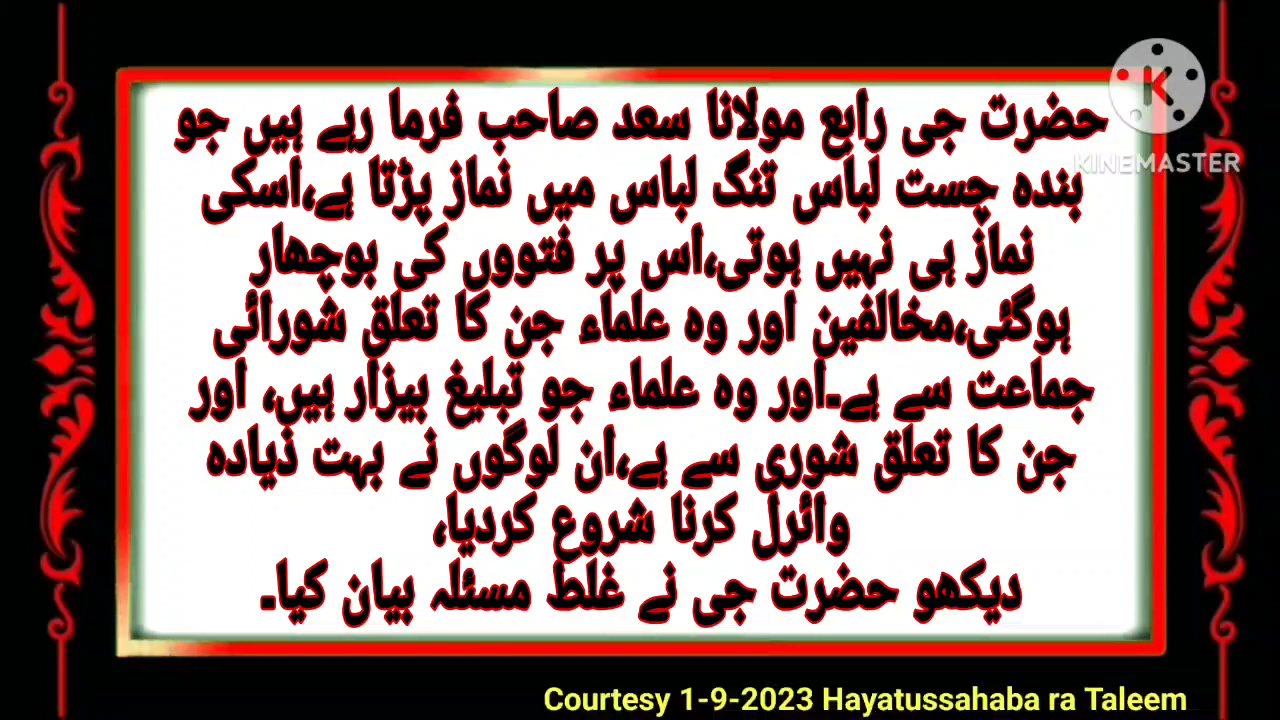 حضرت جی رابع مولانا سعد صاحب فرما رہے ہیں جو
بندہ چست لباس تنگ لباس میں نماز پڑتا ہے،اسکی
نماز ہی نہیں ہوتی،اس پر فتووں کی بوچھار
ہوگئی،مخالفین اور وہ علماء جن کا تعلق شورائی
جماعت سے ہے۔اور وہ علماء جو تبلیغ بیزار ہیں، اور
جن کا تعلق شوری سے ہے،ان لوگوں نے بہت ذیادہ
وائرل کرنا شروع کردیا،
دیکھو حضرت جی نے غلط مسئلہ بیان کیا۔
K
KINEMASTER
Courtesy 1-9-2023 Hayatussahaba ra Taleem